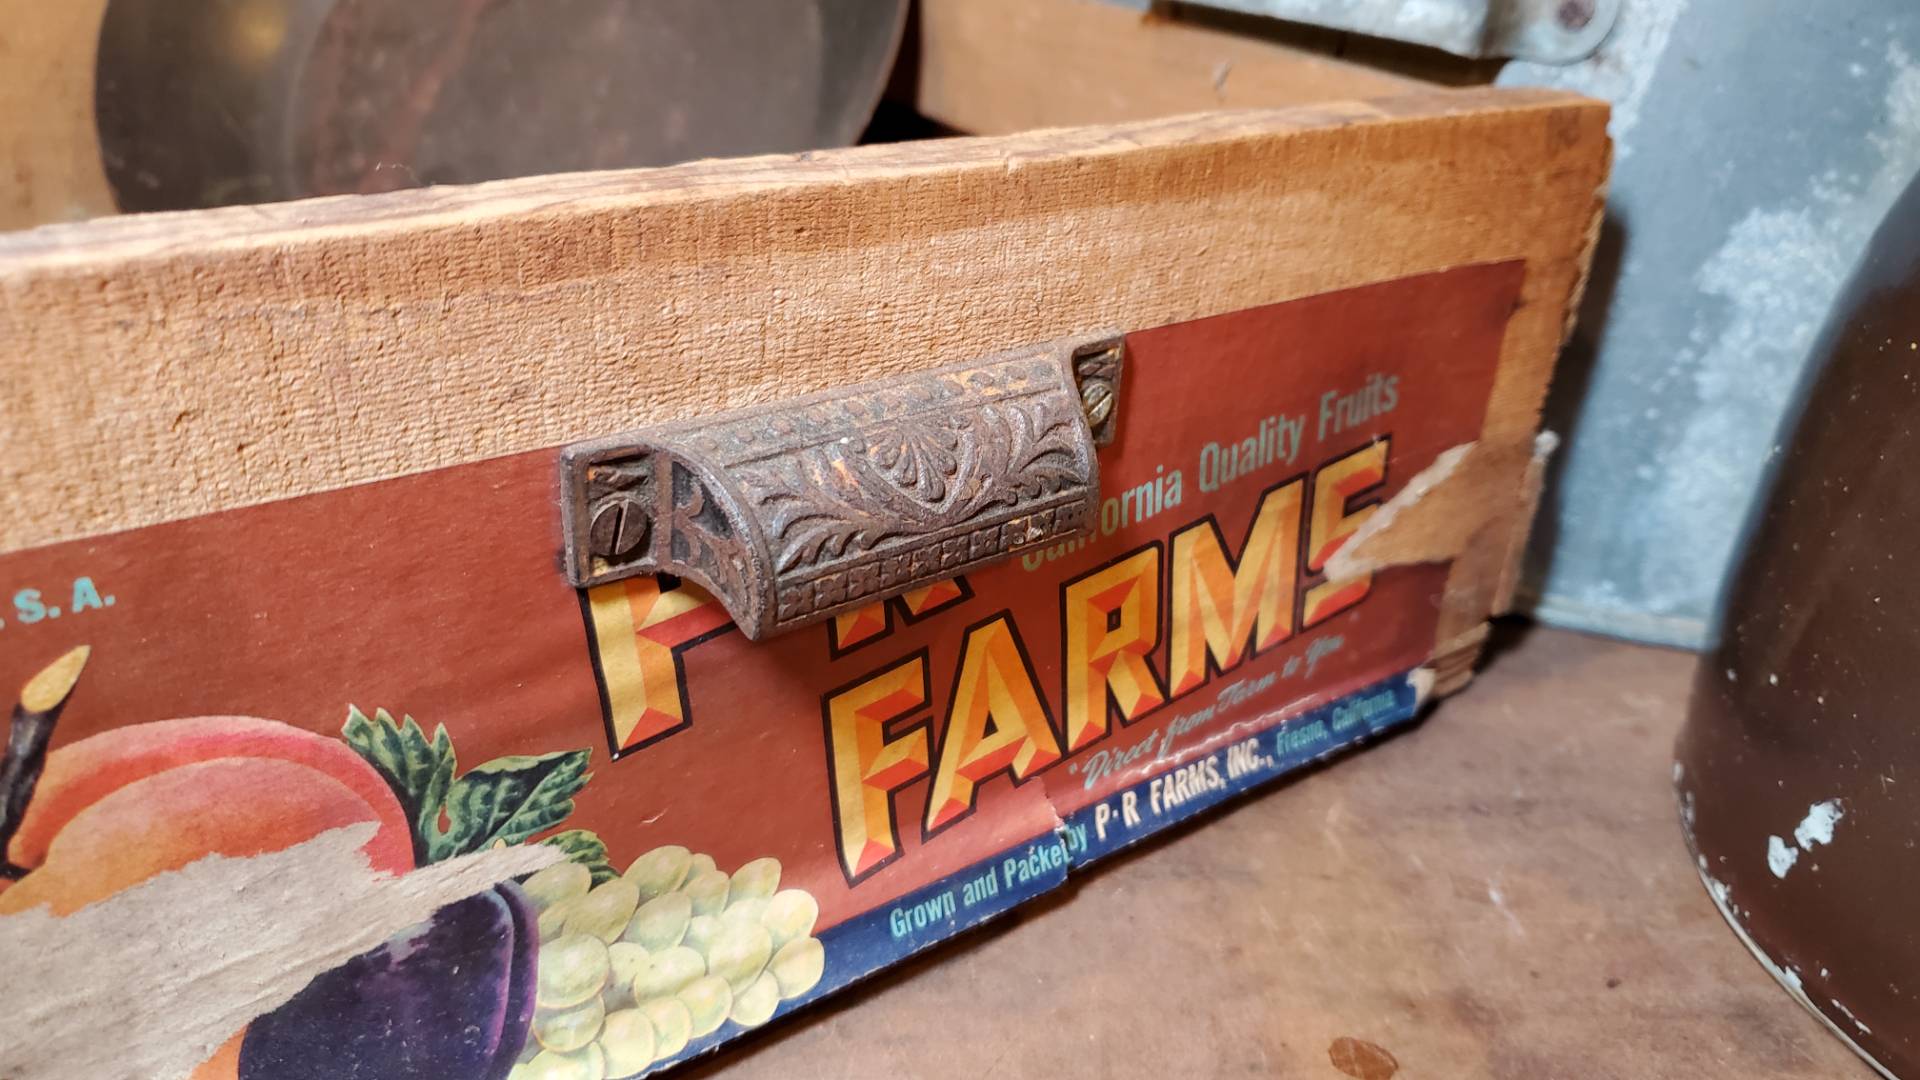 . S. A.
California Quality Fruits
P R
FARMS
"Direct from Farm to You
Grown and Packed by P·R FARMS, INC., Fresno, California